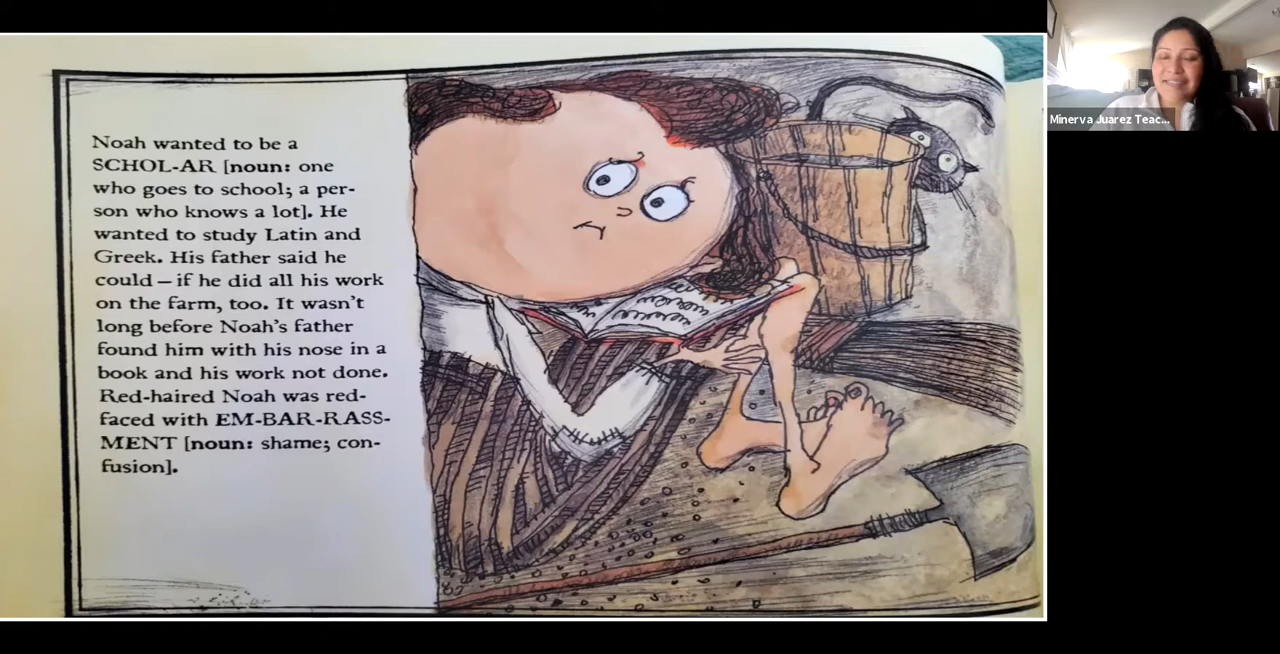 Noah wanted to be a
SCHOL-AR [noun: one
who goes to school; a per-
son who knows a lot]. He
wanted to study Latin and
Greek. His father said he
could – if he did all his work
on the farm, too. It wasn't
long before Noah's father
found him with his nose in a
book and his work not done.
Red-haired Noah was red-
faced with EM-BAR-RASS-
MENT [noun: shame; con-
fusion].
Minerva Juarez Teac...